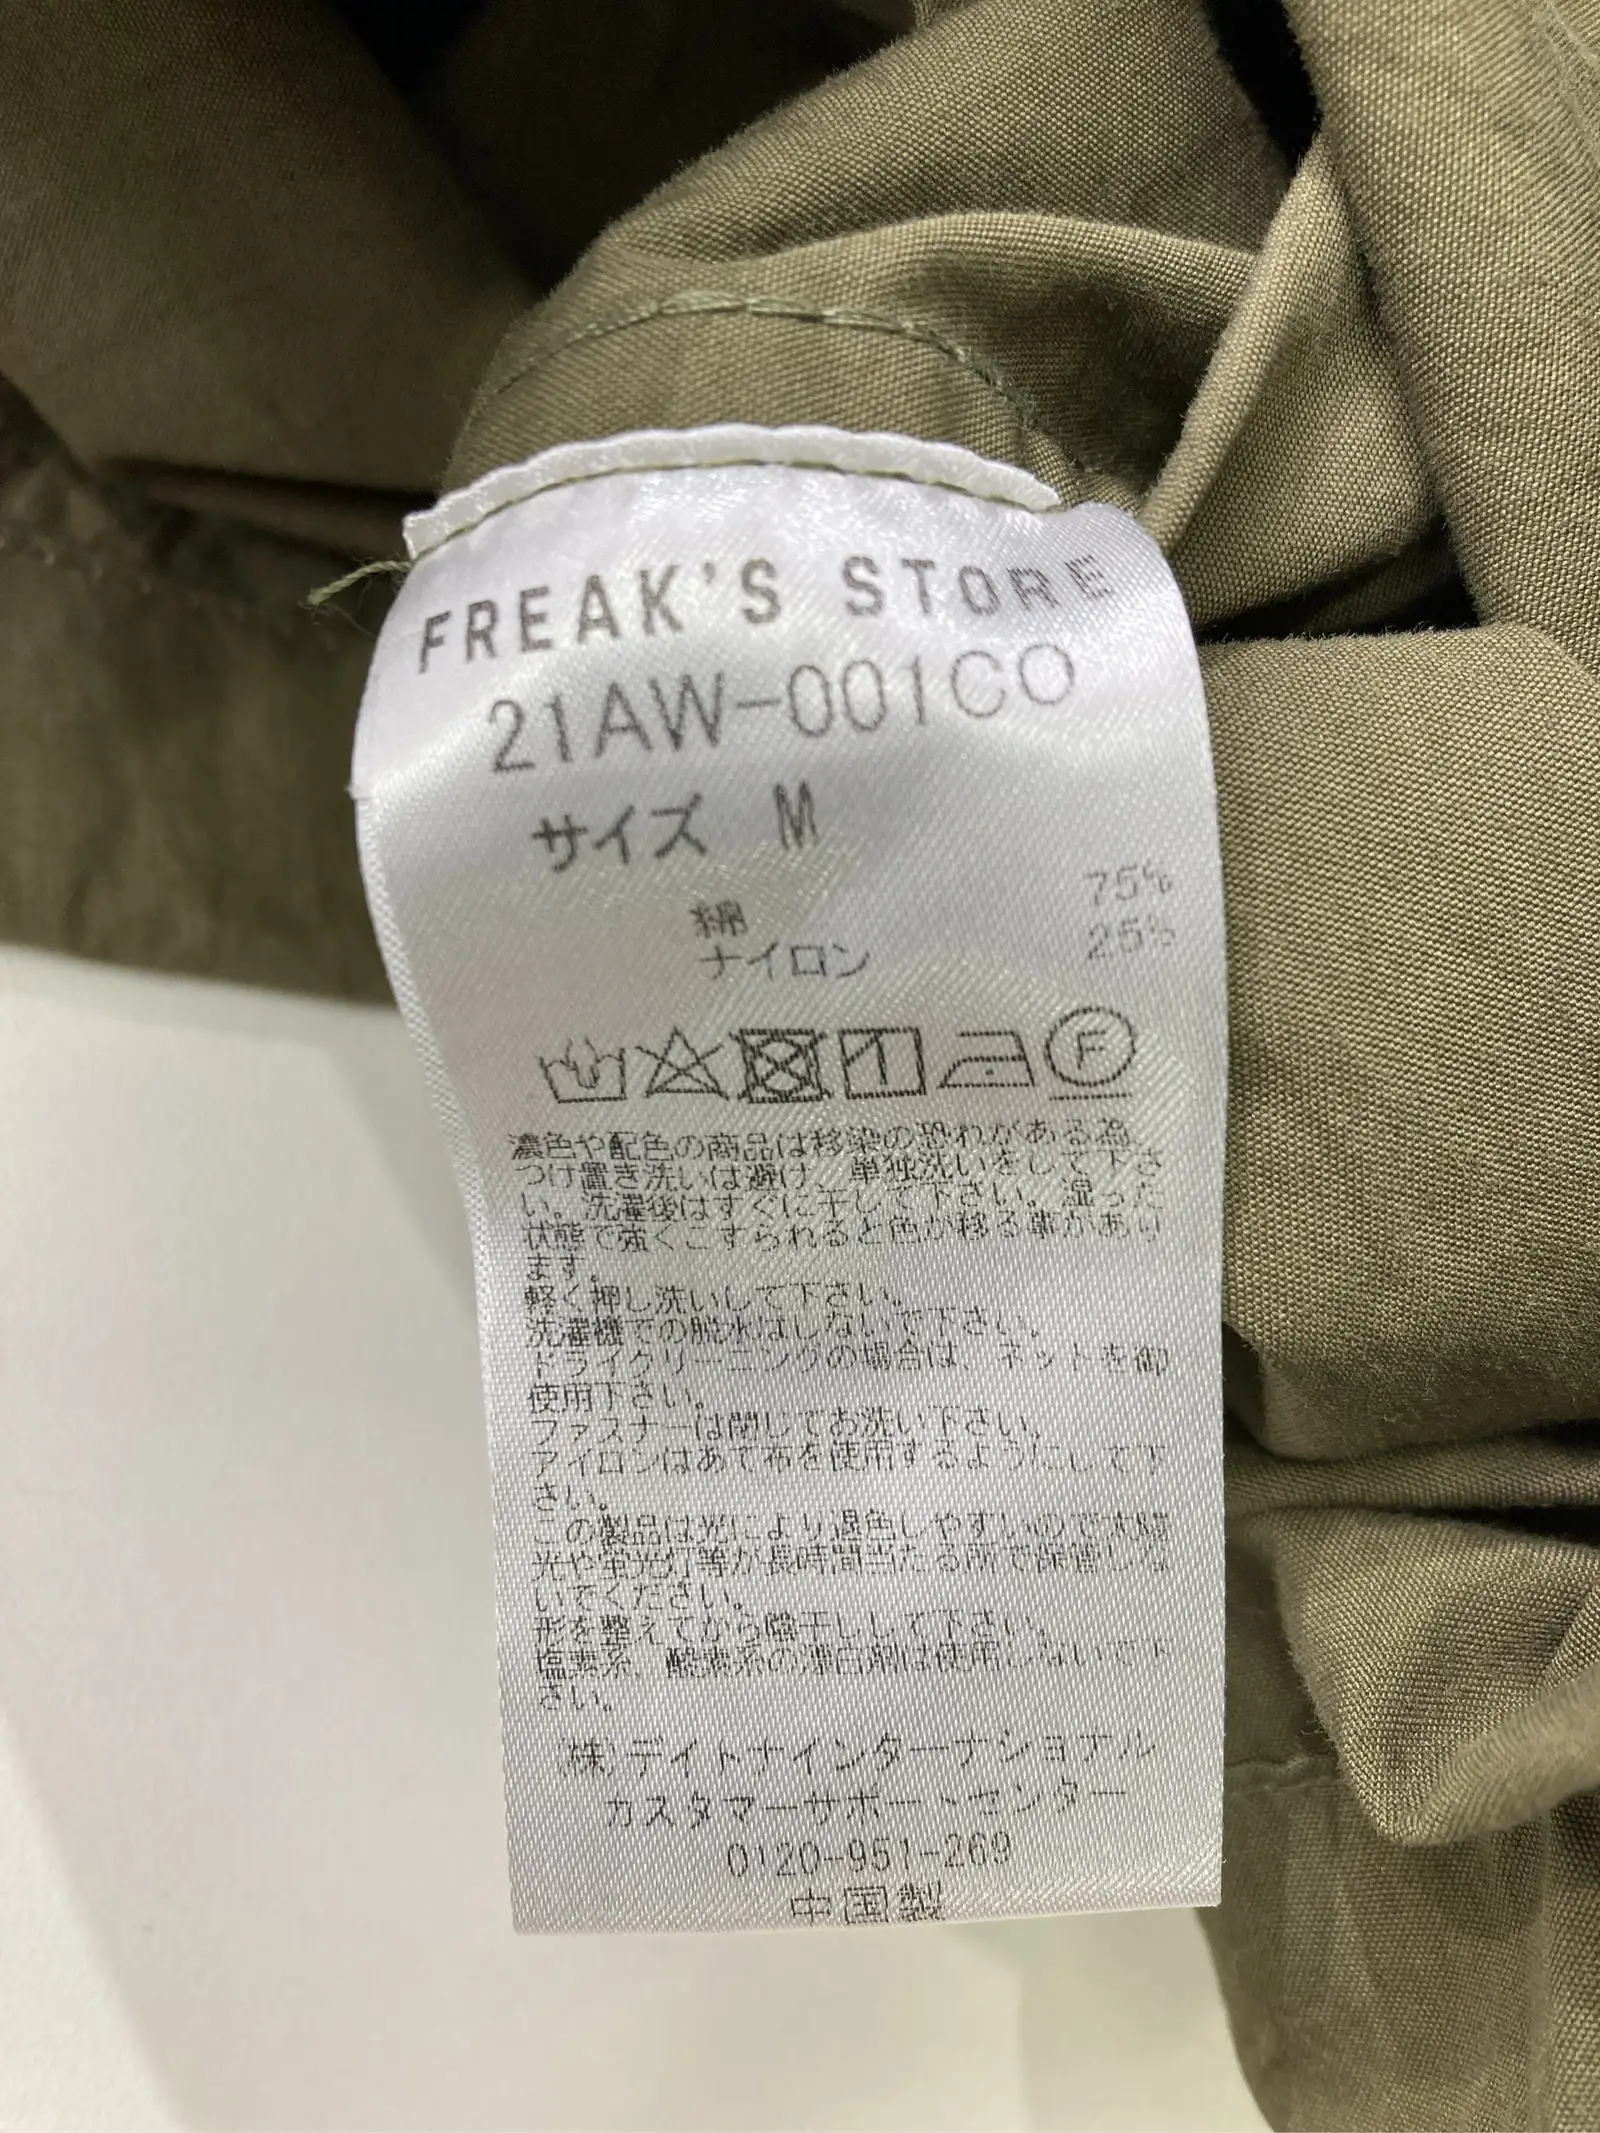 FREAK'S STORE
21AW-001CO
サイズ M
綿 75%
ナイロン 25%
F
濃色や配色の商品は移染の恐れがある為、
つけ置き洗いは避け、単独洗いをして下さ
い。洗濯後はすぐに干して下さい。湿った
状態で強くこすられると色が移る事があり
ます。
軽く押し洗いして下さい。
洗濯機での脱水はしないで下さい。
ドライクリーニングの場合は、ネットを御
使用下さい。
ファスナーは閉じてお洗い下さい。
アイロンはあて布を使用するようにして下
さい。
この製品は光により退色しやすいので太陽
光や蛍光灯等が長時間当たる所で保管しな
いでください。
形を整えてから陰干しして下さい。
塩素系、酸素系の漂白剤は使用しないで下
さい。
(株)デイトナインターナショナル
カスタマーサポートセンター
0120-951-269
中国製